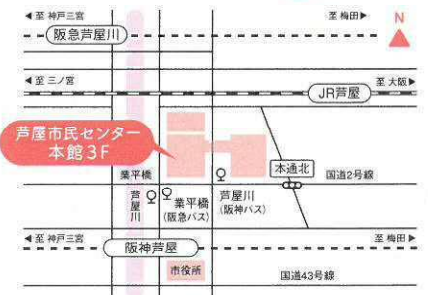 ◀至 神戸三宮
至 梅田▶
N
阪急芦屋川
◀至 三ノ宮
至 大阪▶
JR芦屋
芦屋市民センター
本館3F
業平橋
本通北
国道2号線
芦屋川
業平橋
(阪急バス)
芦屋川
(阪神バス)
◀至 神戸三宮
至 梅田▶
阪神芦屋
市役所
国道43号線